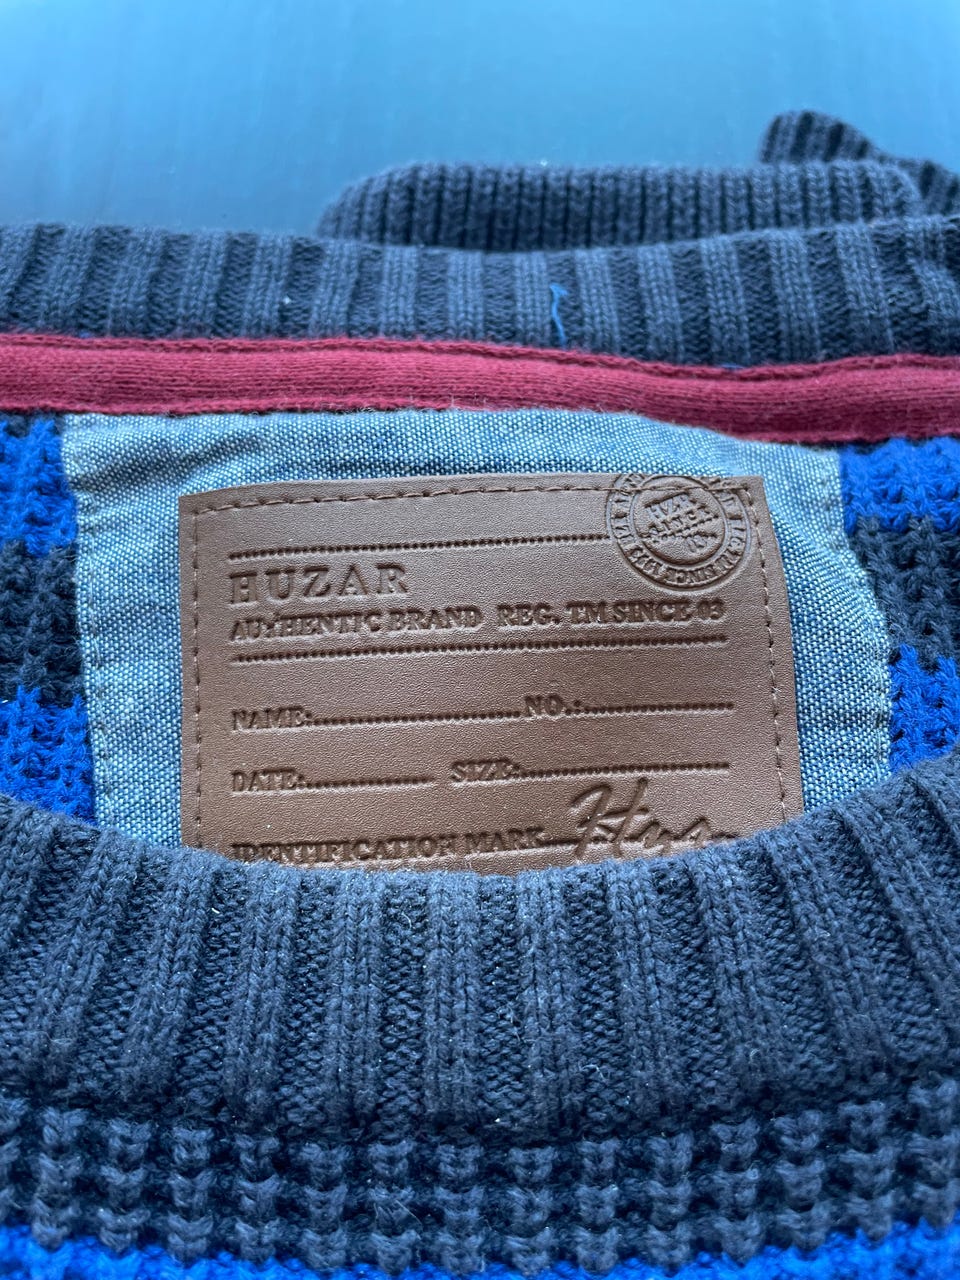 HUZAR
AUTHENTIC BRAND REG. TM SINCE 03
NAME:....................... NO.:.................
DATE:.............. SIZE:.......................
IDENTIFICATION MARK